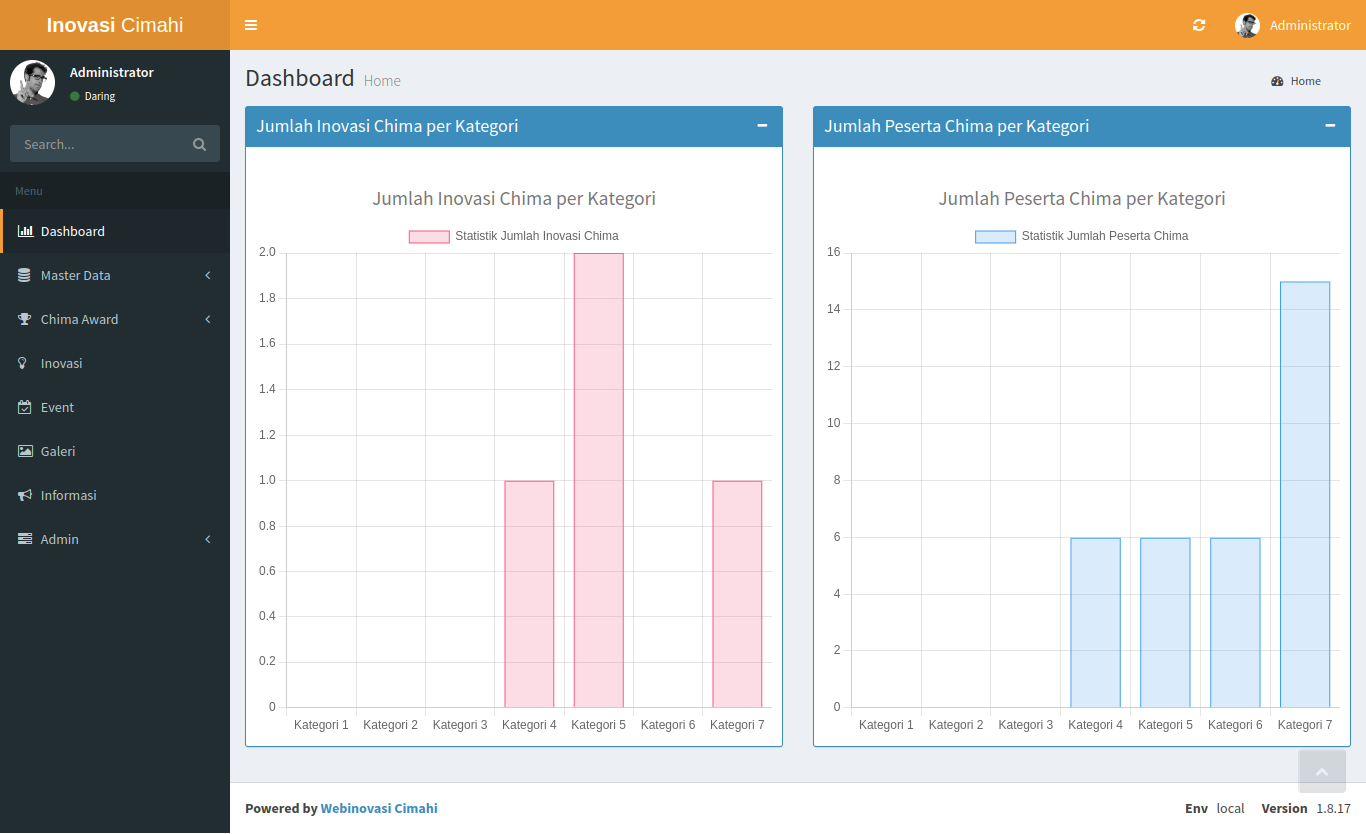 Inovasi Cimahi
Administrator
Administrator
Daring
Search...
Menu
Dashboard
Master Data
Chima Award
Inovasi
Event
Galeri
Informasi
Admin
Dashboard Home
Home
Jumlah Inovasi Chima per Kategori
Jumlah Inovasi Chima per Kategori
Statistik Jumlah Inovasi Chima
2.0
1.8
1.6
1.4
1.2
1.0
0.8
0.6
0.4
0.2
0
Kategori 1 Kategori 2 Kategori 3 Kategori 4 Kategori 5 Kategori 6 Kategori 7
Jumlah Peserta Chima per Kategori
Jumlah Peserta Chima per Kategori
Statistik Jumlah Peserta Chima
16
14
12
10
8
6
4
2
0
Kategori 1 Kategori 2 Kategori 3 Kategori 4 Kategori 5 Kategori 6 Kategori 7
Powered by Webinovasi Cimahi
Env local Version 1.8.17